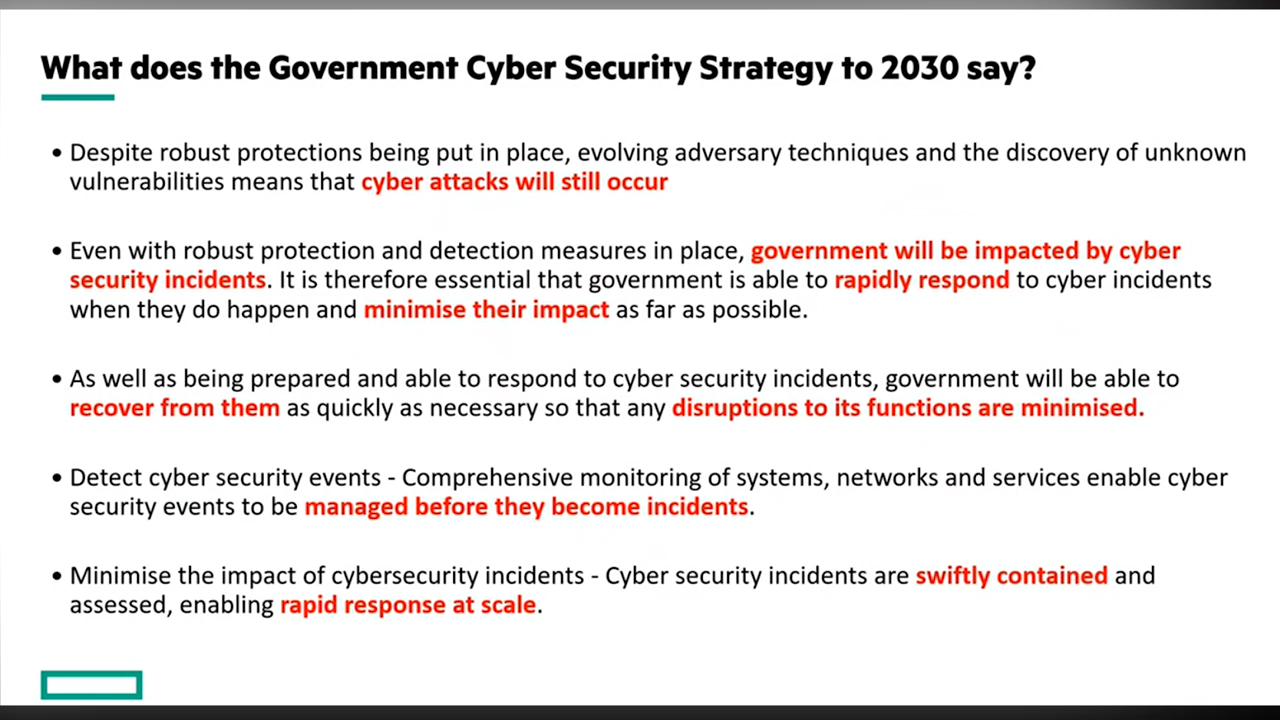 What does the Government Cyber Security Strategy to 2030 say?
• Despite robust protections being put in place, evolving adversary techniques and the discovery of unknown
vulnerabilities means that cyber attacks will still occur
• Even with robust protection and detection measures in place, government will be impacted by cyber
security incidents. It is therefore essential that government is able to rapidly respond to cyber incidents
when they do happen and minimise their impact as far as possible.
• As well as being prepared and able to respond to cyber security incidents, government will be able to
recover from them as quickly as necessary so that any disruptions to its functions are minimised.
• Detect cyber security events - Comprehensive monitoring of systems, networks and services enable cyber
security events to be managed before they become incidents.
• Minimise the impact of cybersecurity incidents - Cyber security incidents are swiftly contained and
assessed, enabling rapid response at scale.